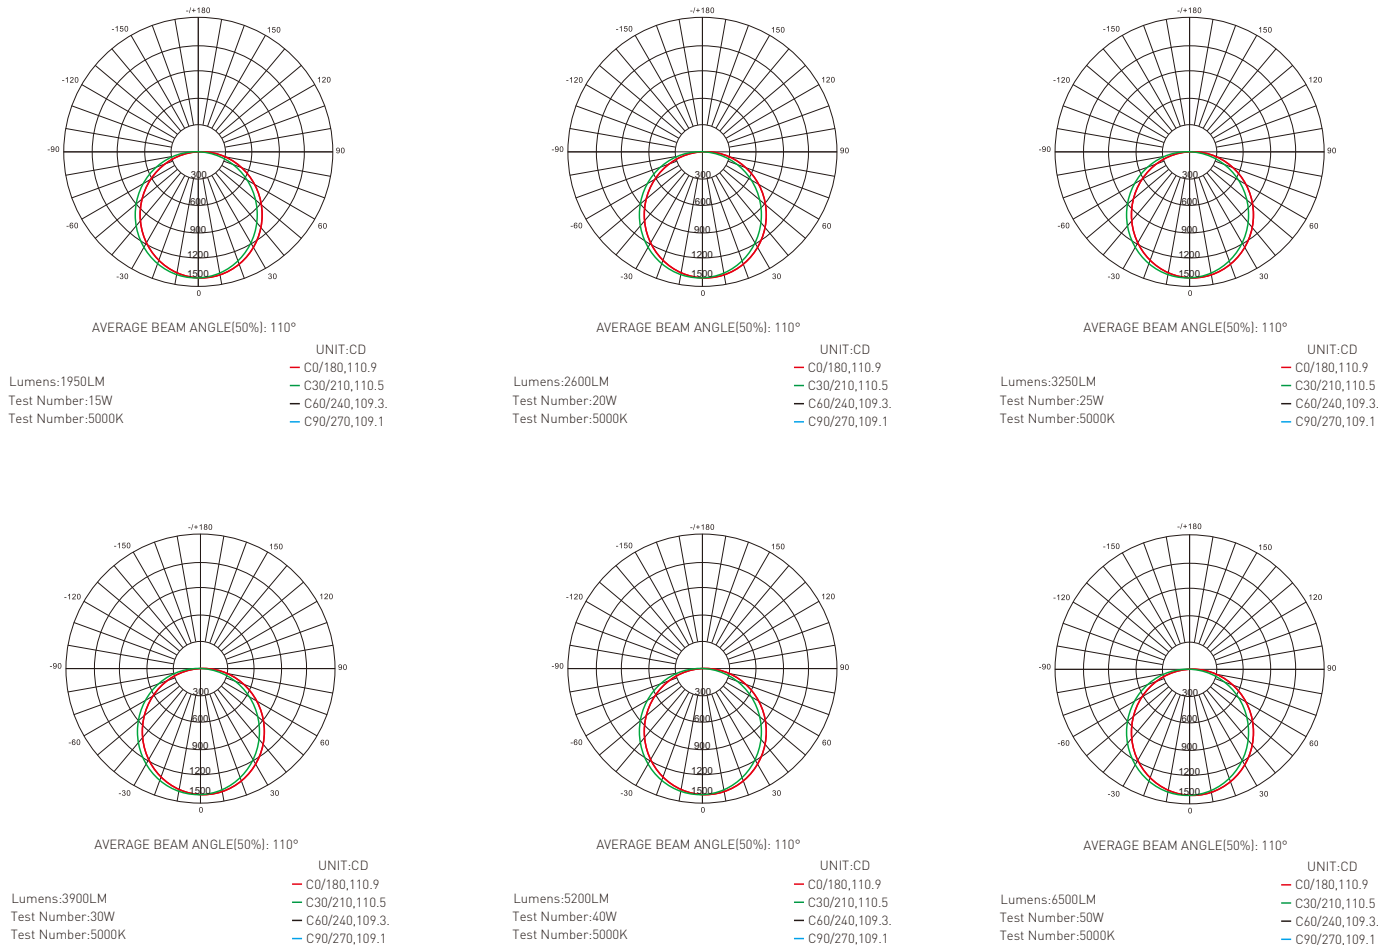 -/+180
-150
150
-120
120
-90
90
300
600
-60
60
900
1200
1500
-30
30
0
AVERAGE BEAM ANGLE(50%): 110°
UNIT:CD
C0/180,110.9
Lumens:1950LM
C30/210,110.5
Test Number:15W
C60/240,109.3.
Test Number:5000K
C90/270,109.1
-/+180
-150
150
-120
120
-90
90
300
600
-60
60
900
1200
1500
-30
30
0
AVERAGE BEAM ANGLE(50%): 110°
UNIT:CD
C0/180,110.9
Lumens:2600LM
C30/210,110.5
Test Number:20W
C60/240,109.3.
Test Number:5000K
C90/270,109.1
-/+180
-150
150
-120
120
-90
90
300
600
-60
60
900
1200
1500
-30
30
0
AVERAGE BEAM ANGLE(50%): 110°
UNIT:CD
C0/180,110.9
Lumens:3250LM
C30/210,110.5
Test Number:25W
C60/240,109.3.
Test Number:5000K
C90/270,109.1
-/+180
-150
150
-120
120
-90
90
300
600
-60
60
900
1200
1500
-30
30
0
AVERAGE BEAM ANGLE(50%): 110°
UNIT:CD
C0/180,110.9
Lumens:3900LM
C30/210,110.5
Test Number:30W
C60/240,109.3.
Test Number:5000K
C90/270,109.1
-/+180
-150
150
-120
120
-90
90
300
600
-60
60
900
1200
1500
-30
30
0
AVERAGE BEAM ANGLE(50%): 110°
UNIT:CD
C0/180,110.9
Lumens:5200LM
C30/210,110.5
Test Number:40W
C60/240,109.3.
Test Number:5000K
C90/270,109.1
-/+180
-150
150
-120
120
-90
90
300
600
-60
60
900
1200
1500
-30
30
0
AVERAGE BEAM ANGLE(50%): 110°
UNIT:CD
C0/180,110.9
Lumens:6500LM
C30/210,110.5
Test Number:50W
C60/240,109.3.
Test Number:5000K
C90/270,109.1